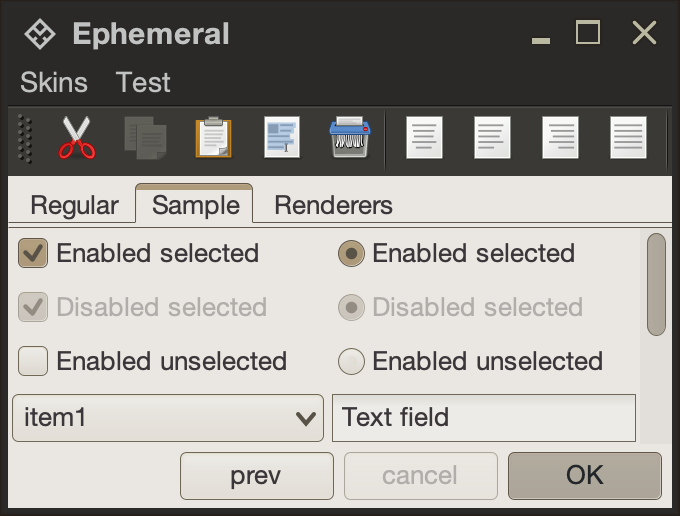 Ephemeral
Skins Test
Regular Sample Renderers
Enabled selected Enabled selected
Disabled selected Disabled selected
Enabled unselected Enabled unselected
item1 Text field
prev cancel OK